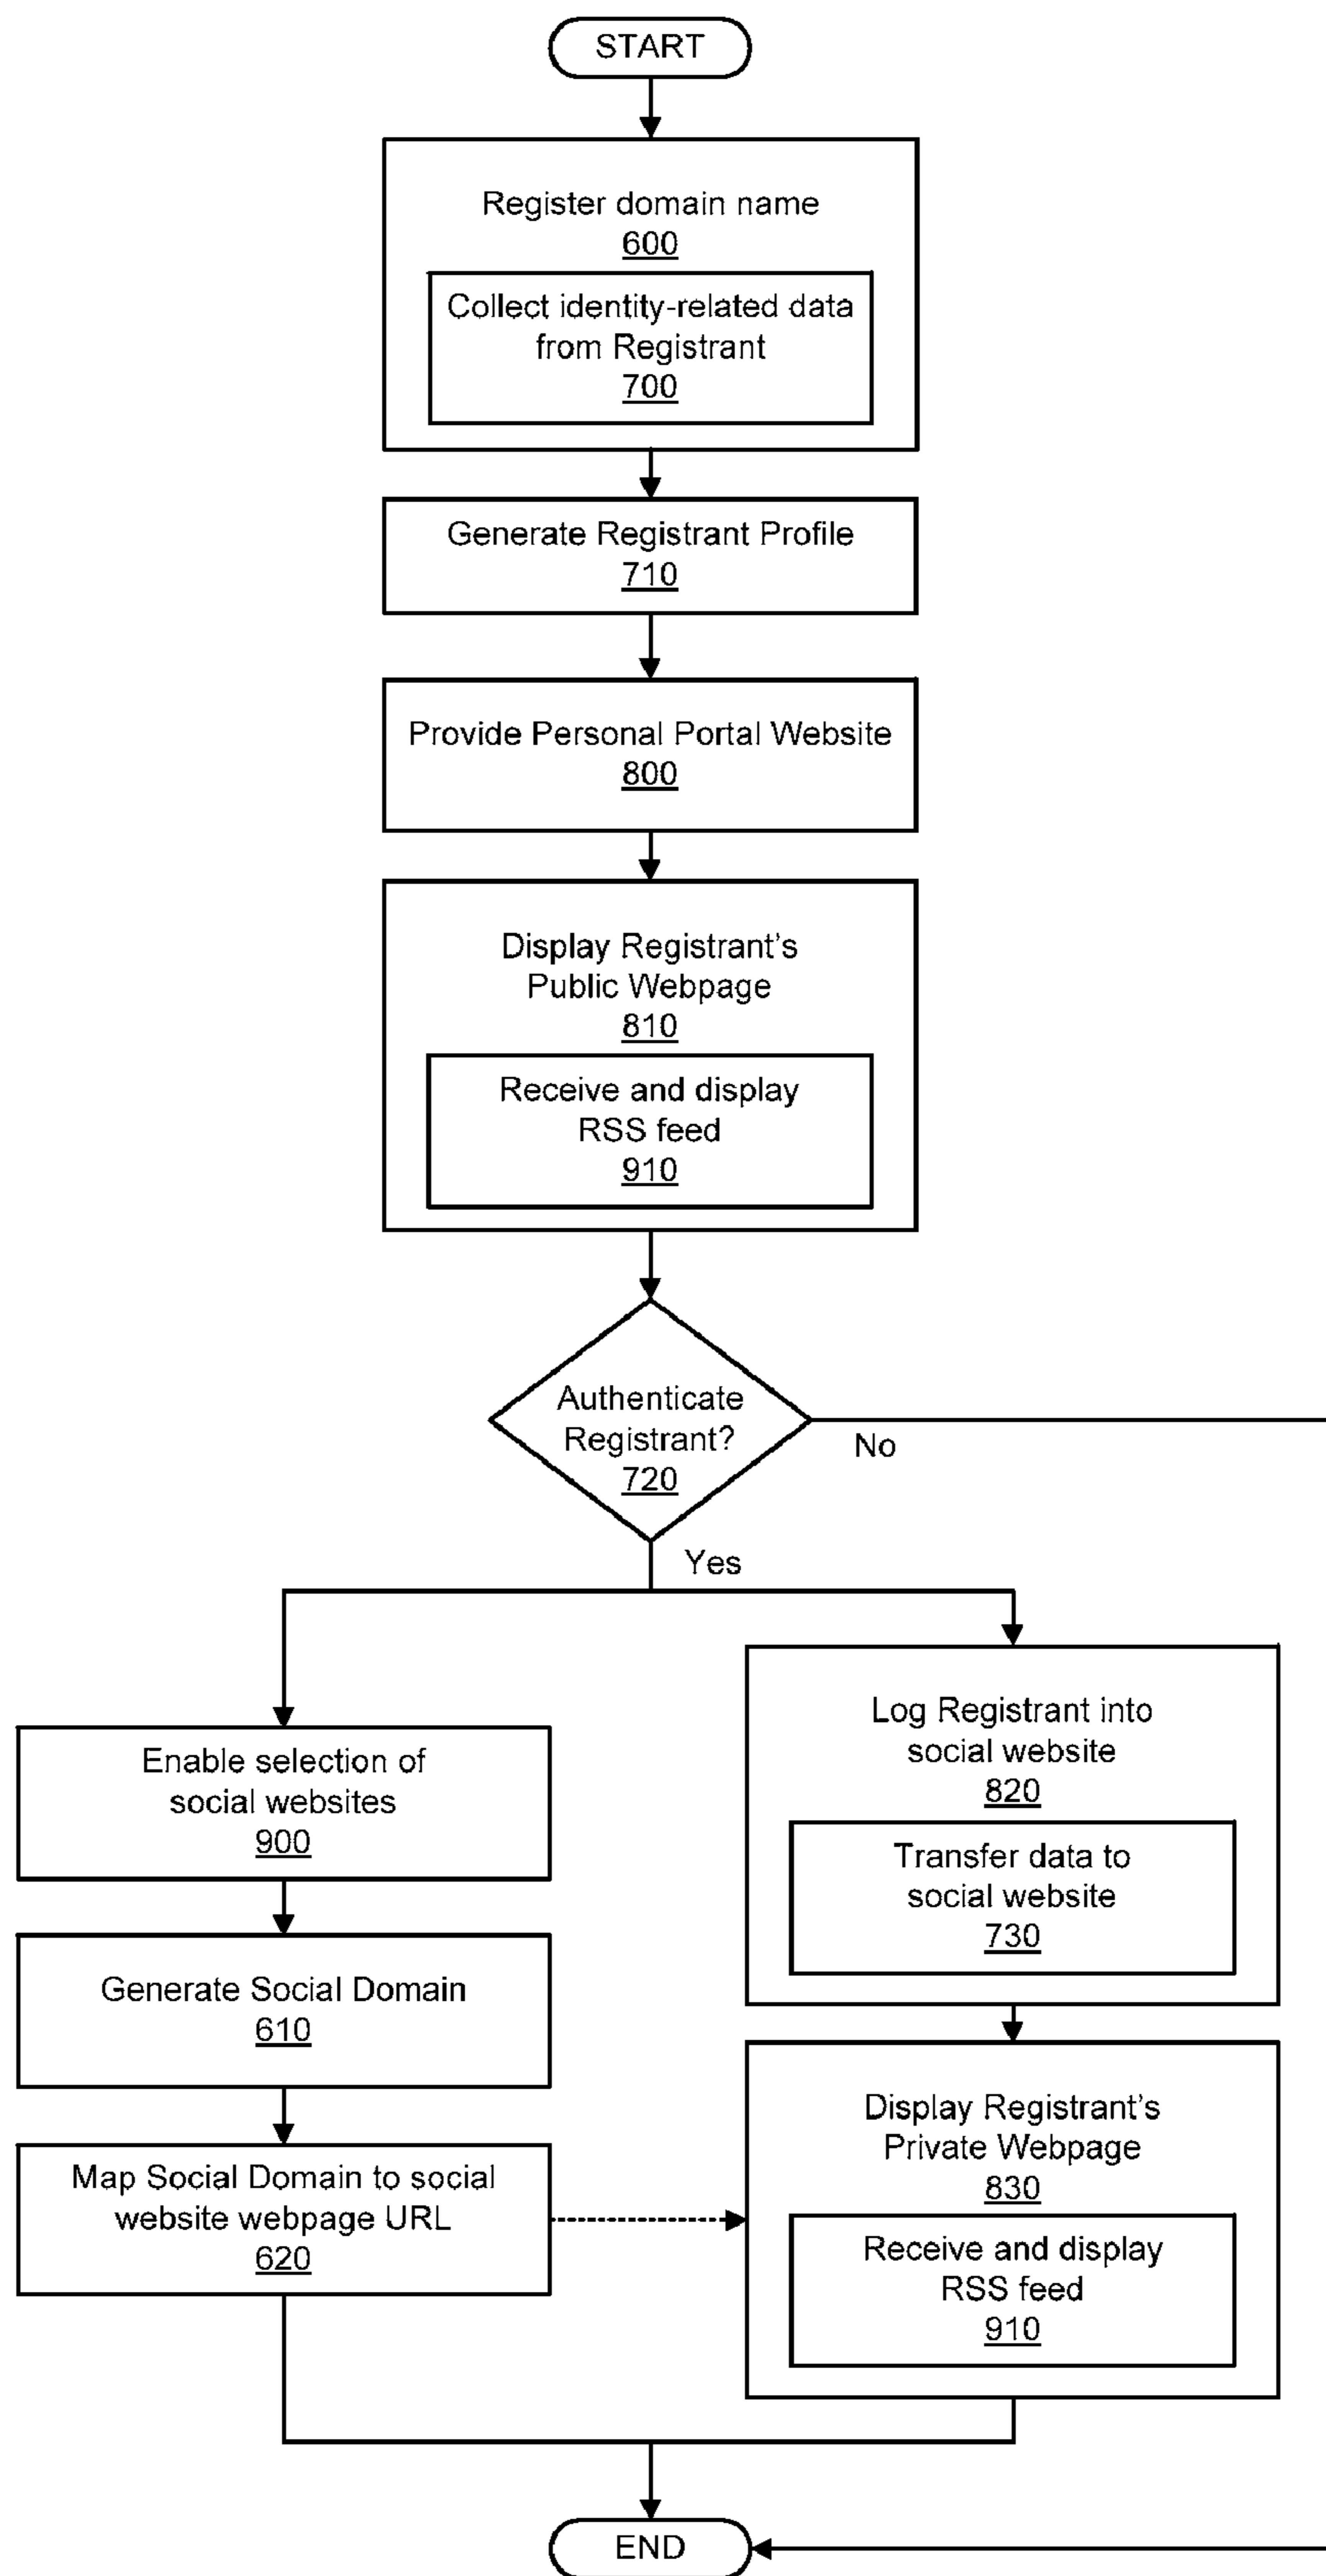 START
Register domain name
600
Collect identity-related data
from Registrant
700
Generate Registrant Profile
710
Provide Personal Portal Website
800
Display Registrant's
Public Webpage
810
Receive and display
RSS feed
910
Authenticate
Registrant?
720
No
Yes
Enable selection of
social websites
900
Generate Social Domain
610
Map Social Domain to social
website webpage URL
620
Log Registrant into
social website
820
Transfer data to
social website
730
Display Registrant's
Private Webpage
830
Receive and display
RSS feed
910
END